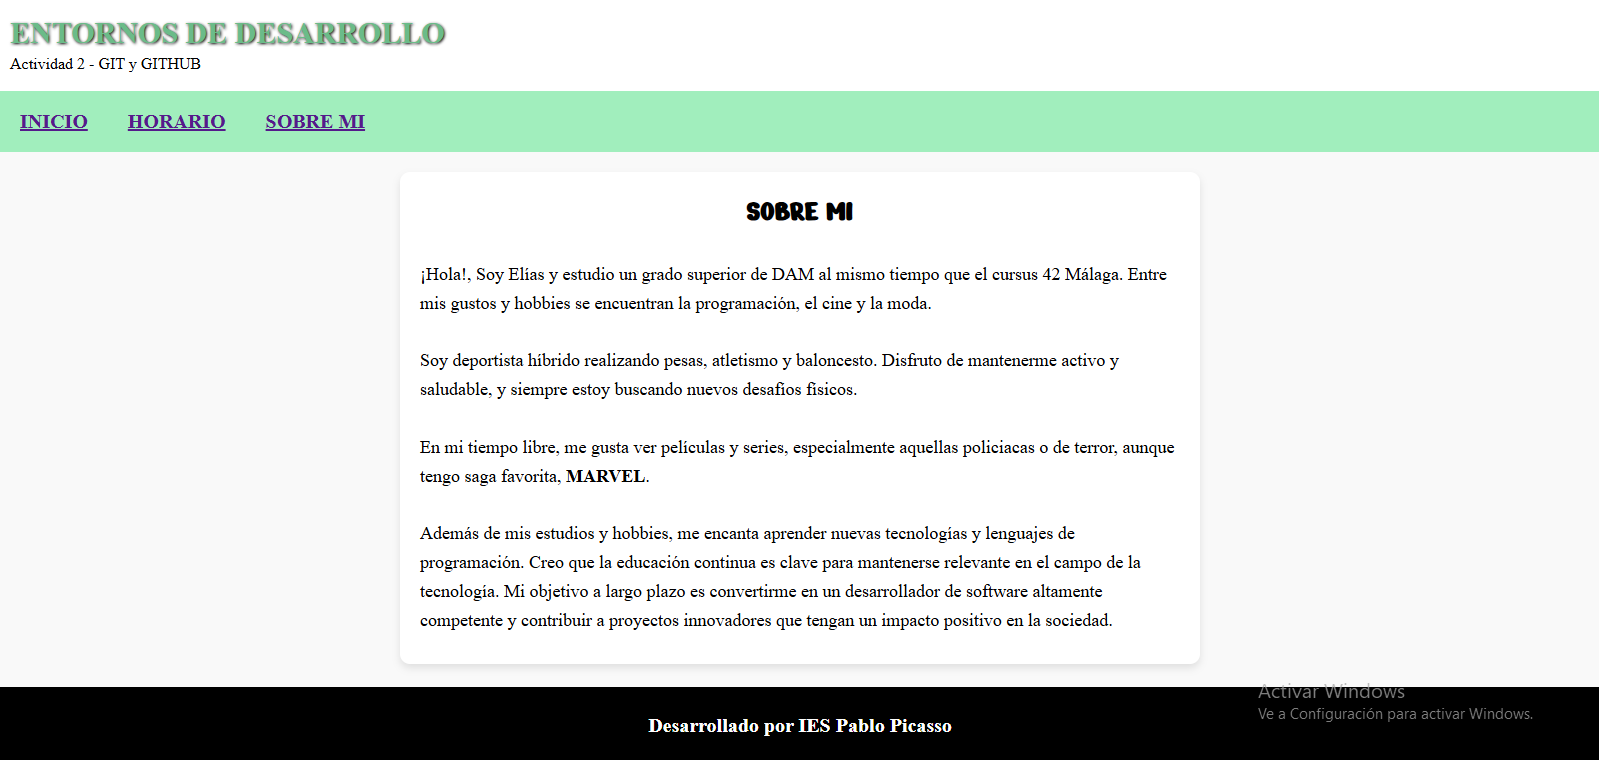 ENTORNOS DE DESARROLLO
Actividad 2 - GIT y GITHUB
INICIO HORARIO SOBRE MI
SOBRE MI
¡Hola!, Soy Elías y estudio un grado superior de DAM al mismo tiempo que el cursus 42 Málaga. Entre
mis gustos y hobbies se encuentran la programación, el cine y la moda.
Soy deportista híbrido realizando pesas, atletismo y baloncesto. Disfruto de mantenerme activo y
saludable, y siempre estoy buscando nuevos desafíos físicos.
En mi tiempo libre, me gusta ver películas y series, especialmente aquellas policiacas o de terror, aunque
tengo saga favorita, MARVEL.
Además de mis estudios y hobbies, me encanta aprender nuevas tecnologías y lenguajes de
programación. Creo que la educación continua es clave para mantenerse relevante en el campo de la
tecnología. Mi objetivo a largo plazo es convertirme en un desarrollador de software altamente
competente y contribuir a proyectos innovadores que tengan un impacto positivo en la sociedad.
Activar Windows
Ve a Configuración para activar Windows.
Desarrollado por IES Pablo Picasso